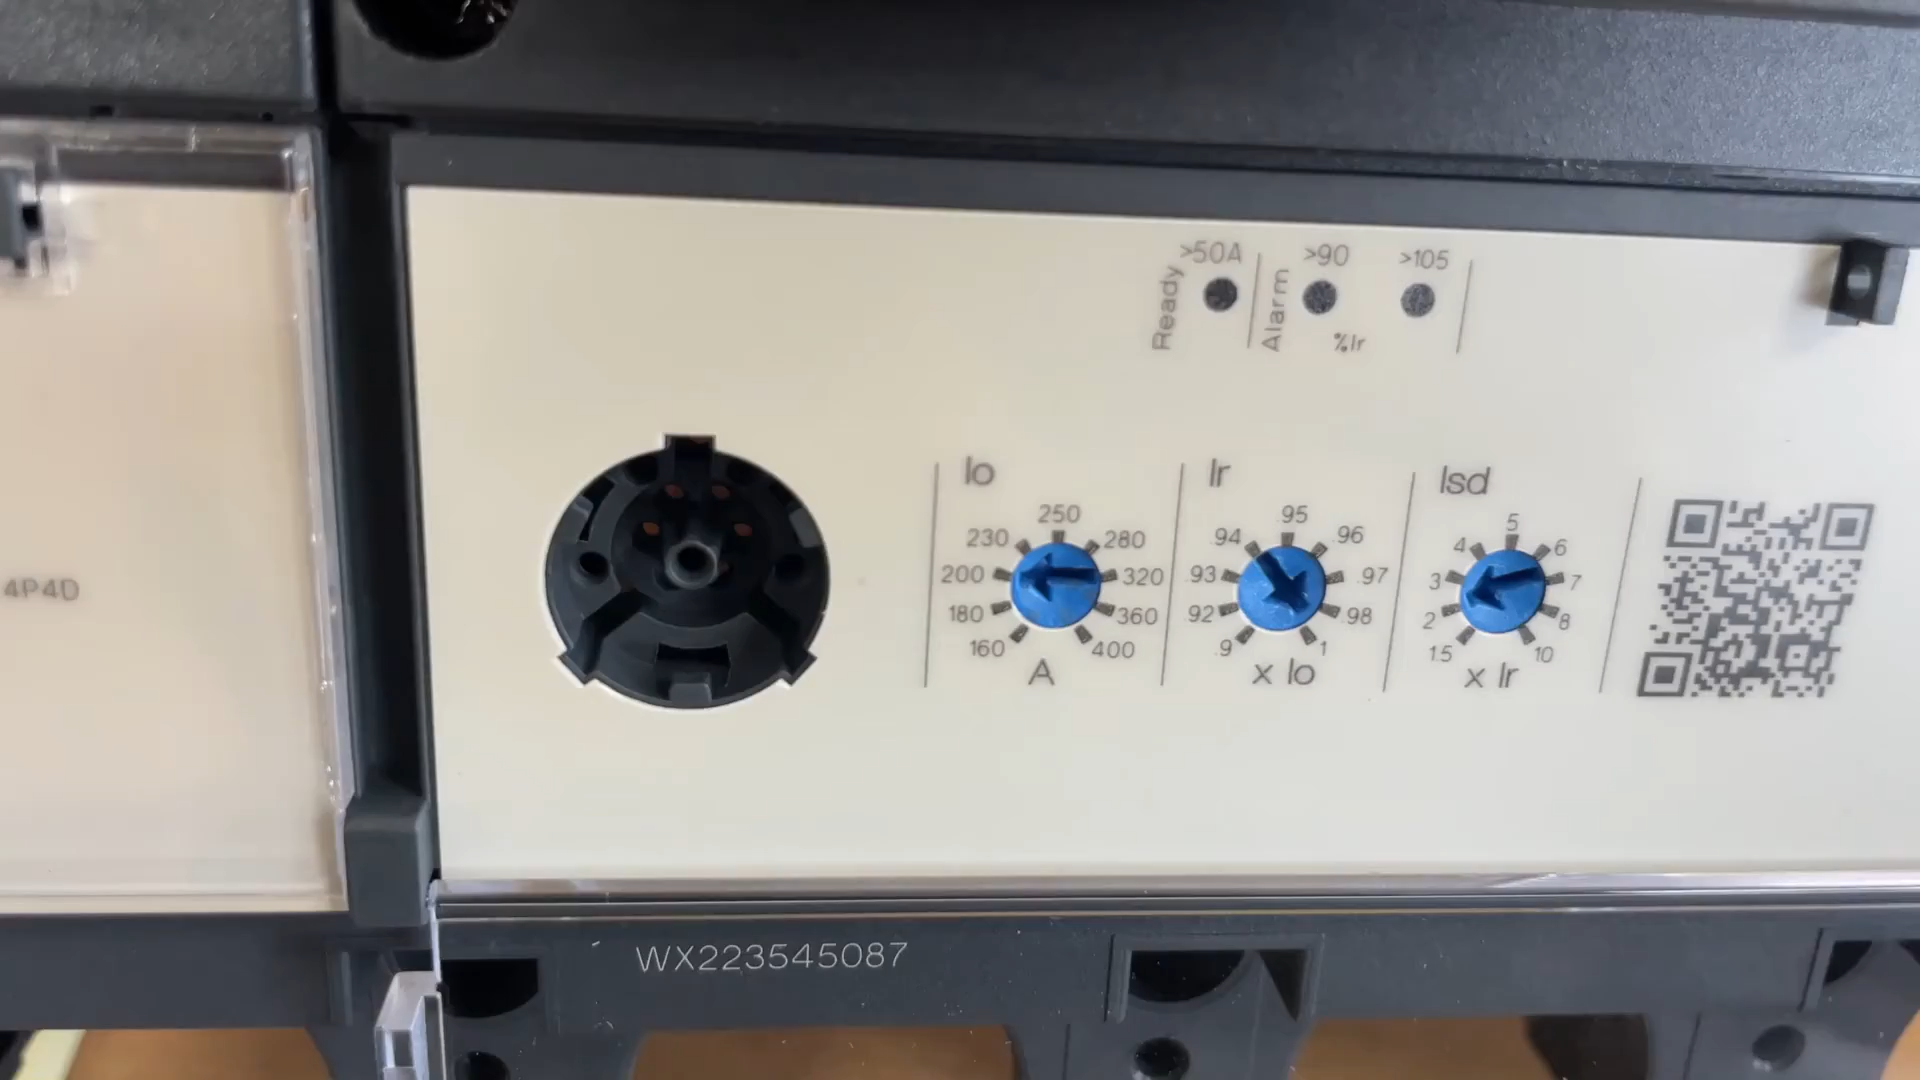 >50A >90 >105
Ready
Alarm
%Ir
Io
250
230 280
200 320
180 360
160 400
A
Ir
.95
.94 .96
.93 .97
.92 .98
.9 1
x Io
Isd
5
4 6
3 7
2 8
1.5 10
x Ir
4P4D
WX223545087